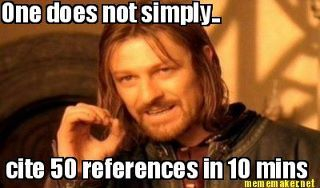 One does not simply..
cite 50 references in 10 mins
mememaker.net